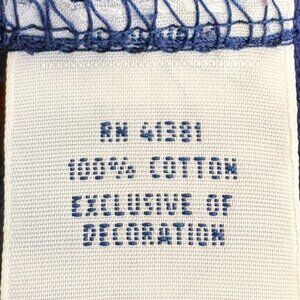 RN 41381
100% COTTON
EXCLUSIVE OF
DECORATION